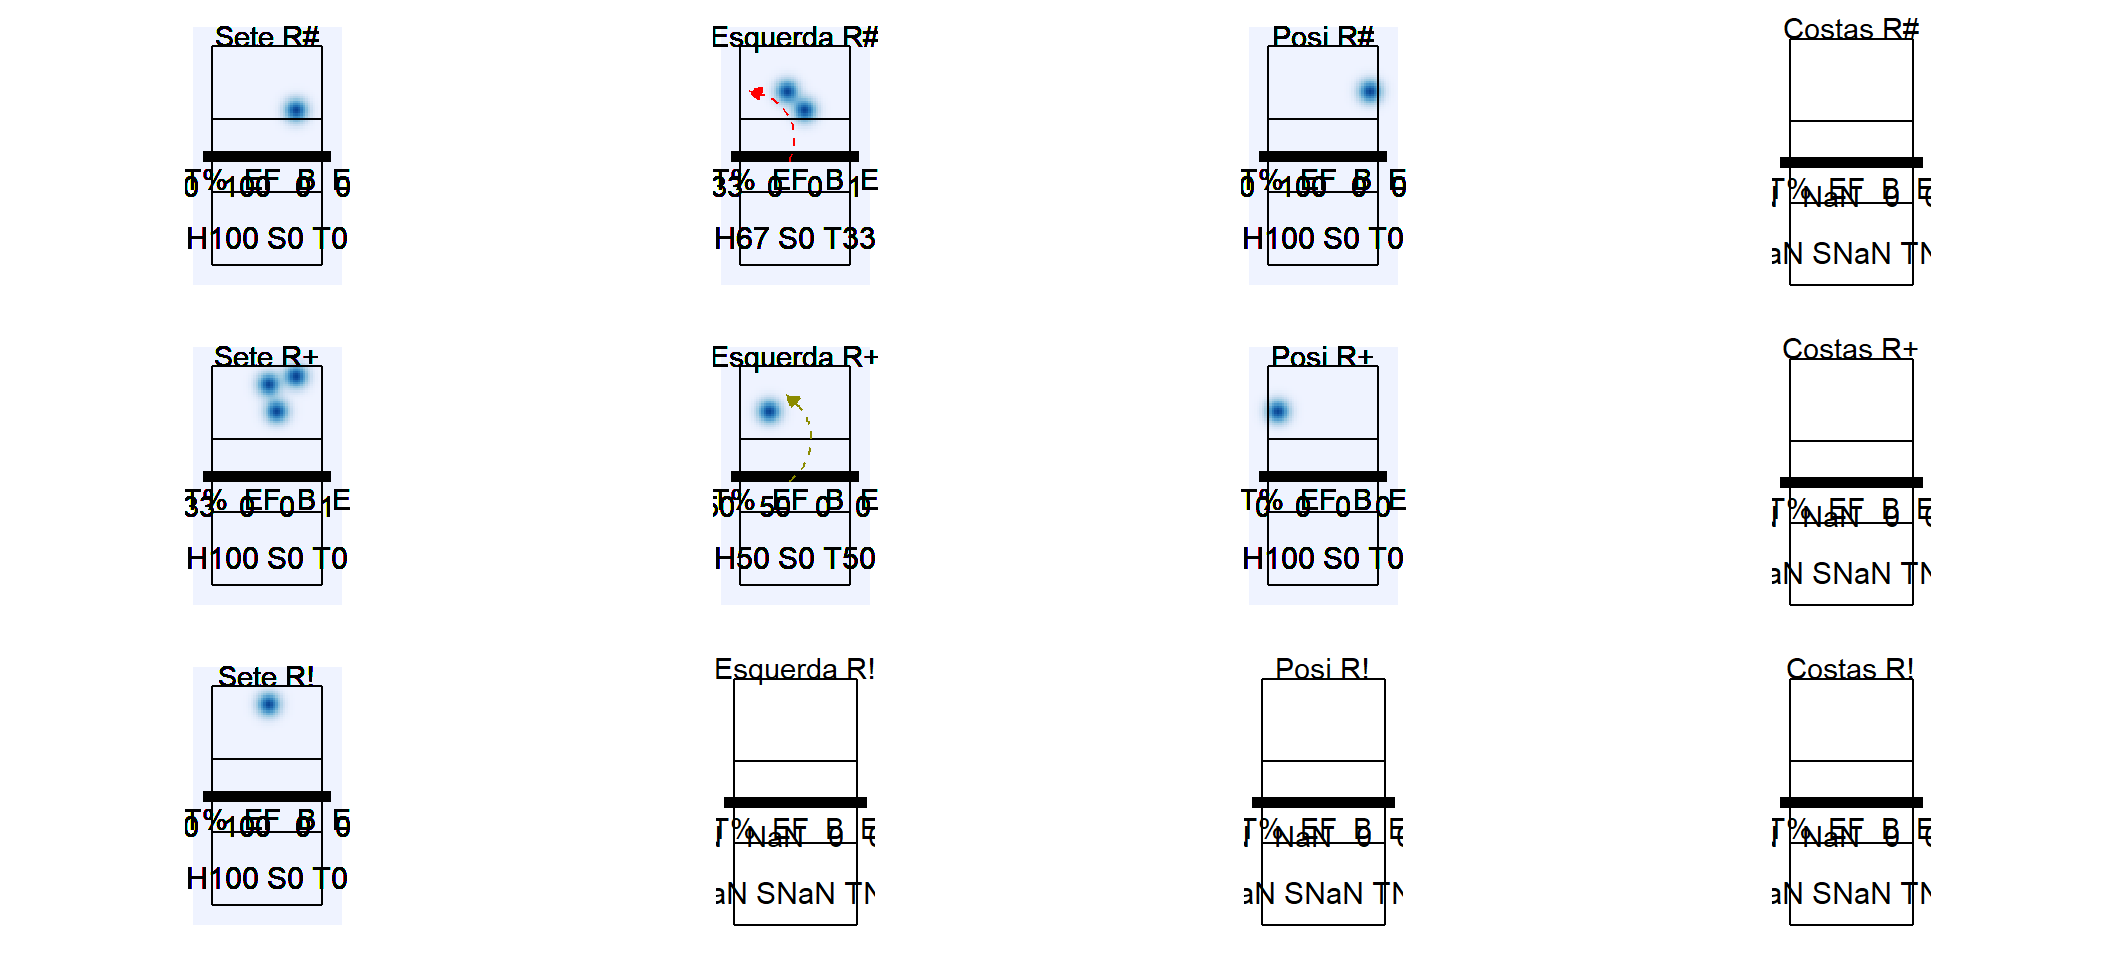 Sete R#
Esquerda R#
Posi R#
Costas R#
T% EF B E
0 100 0 0
T% EF B E
33 0 0 1
T% EF B E
0 100 0 0
T% EF B E
NaN 0
H100 S0 T0
H67 S0 T33
H100 S0 T0
aN SNaN TN
Sete R+
Esquerda R+
Posi R+
Costas R+
T% EF B E
33 0 0 1
T% EF B E
50 50 0 0
T% EF B E
0 0 0 0
T% EF B E
NaN 0
H100 S0 T0
H50 S0 T50
H100 S0 T0
aN SNaN TN
Sete R!
Esquerda R!
Posi R!
Costas R!
T% EF B E
0 100 0 0
T% EF B E
NaN 0
T% EF B E
NaN 0
T% EF B E
NaN 0
H100 S0 T0
aN SNaN TN
aN SNaN TN
aN SNaN TN